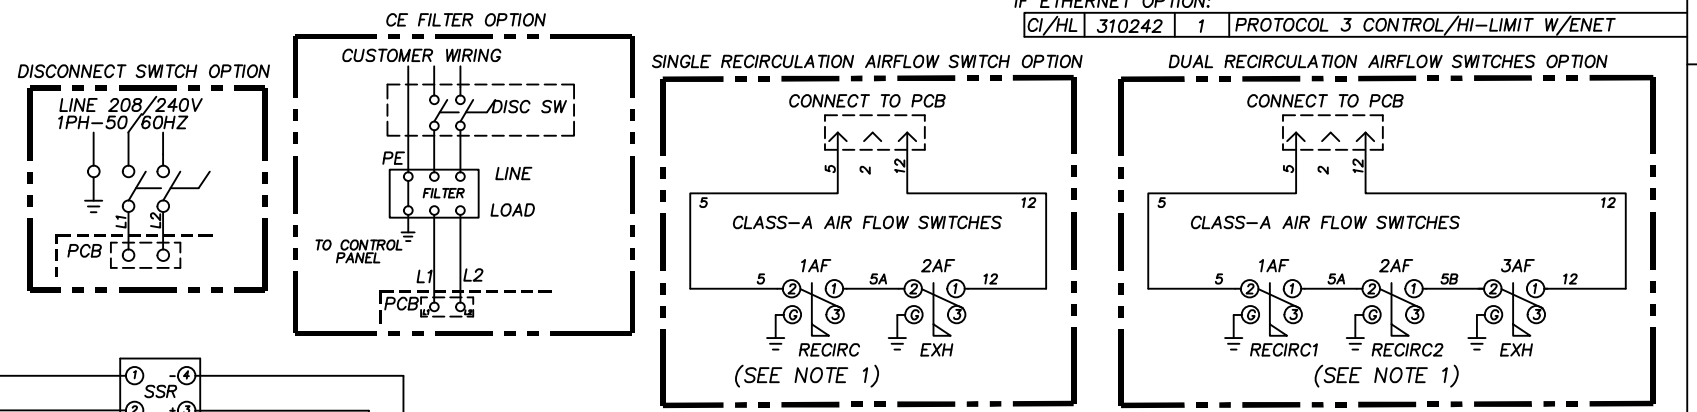 IF ETHERNET OPTION:
CI/HL 310242 1 PROTOCOL 3 CONTROL/HI-LIMIT W/ENET
DISCONNECT SWITCH OPTION
LINE 208/240V
1PH-50/60HZ
L1 L2
PCB
CE FILTER OPTION
CUSTOMER WIRING
DISC SW
PE
LINE
FILTER
LOAD
TO CONTROL
PANEL
L1 L2
PCB
L1 L2
SINGLE RECIRCULATION AIRFLOW SWITCH OPTION
CONNECT TO PCB
5 2 12
5 12
CLASS-A AIR FLOW SWITCHES
1AF 2AF
5 2 1 5A 2 1 12
G 3 G 3
RECIRC EXH
(SEE NOTE 1)
DUAL RECIRCULATION AIRFLOW SWITCHES OPTION
CONNECT TO PCB
5 2 12
5 12
CLASS-A AIR FLOW SWITCHES
1AF 2AF 3AF
5 2 1 5A 2 1 5B 2 1 12
G 3 G 3 G 3
RECIRC1 RECIRC2 EXH
(SEE NOTE 1)
1 - 4
SSR
2 + 3